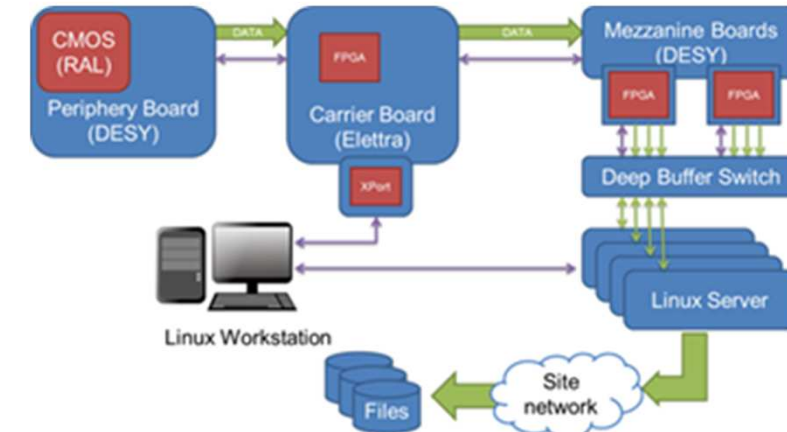 CMOS
(RAL)
Periphery Board
(DESY)
DATA
FPGA
Carrier Board
(Elettra)
XPort
DATA
Mezzanine Boards
(DESY)
FPGA
FPGA
Deep Buffer Switch
Linux Server
Linux Workstation
Site
network
Files